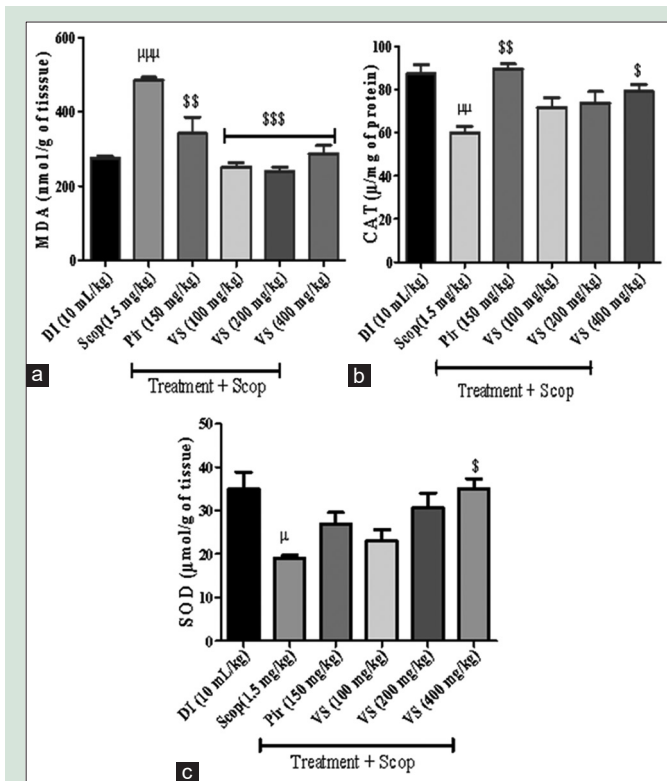 MDA (nmol/g of tisssue)
600
400
200
0
µµµ
$$
$$$
DI (10 mL/kg)
Scop(1.5 mg/kg)
Pir (150 mg/kg)
VS (100 mg/kg)
VS (200 mg/kg)
VS (400 mg/kg)
Treatment + Scop
a
CAT (µ/mg of protein)
100
80
60
40
20
0
µµ
$$
$
DI (10 mL/kg)
Scop(1.5 mg/kg)
Pir (150 mg/kg)
VS (100 mg/kg)
VS (200 mg/kg)
VS (400 mg/kg)
Treatment + Scop
b
SOD (µmol/g of tissue)
50
40
30
20
10
0
µ
$
DI (10 mL/kg)
Scop(1.5 mg/kg)
Pir (150 mg/kg)
VS (100 mg/kg)
VS (200 mg/kg)
VS (400 mg/kg)
Treatment + Scop
c